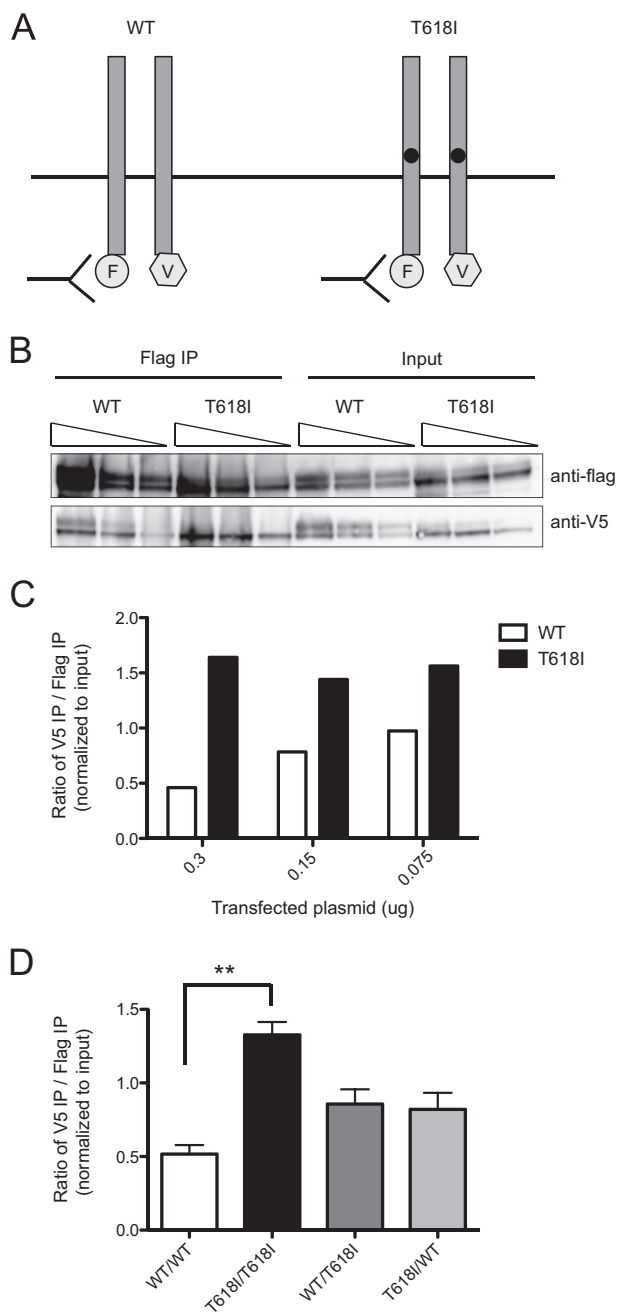 A
WT
T618I
F
V
F
V
B
Flag IP
Input
WT
T618I
WT
T618I
anti-flag
anti-V5
C
Ratio of V5 IP / Flag IP
(normalized to input)
2.0
1.5
1.0
0.5
0.0
0.3
0.15
0.075
Transfected plasmid (ug)
WT
T618I
D
Ratio of V5 IP / Flag IP
(normalized to input)
1.5
1.0
0.5
0.0
**
WT/WT
T618I/T618I
WT/T618I
T618I/WT